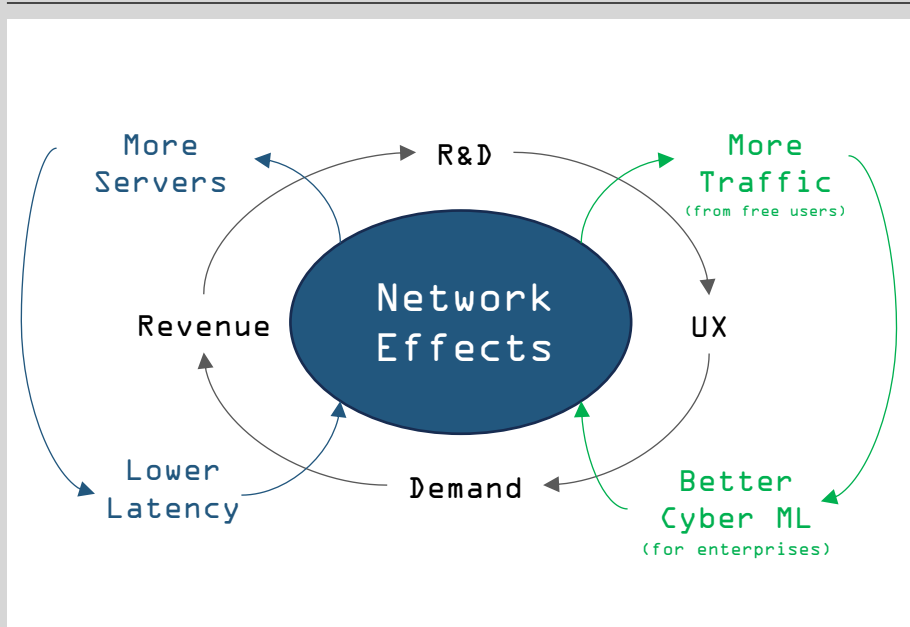 More
Servers
R&D
More
Traffic
(from free users)
Network
Effects
Revenue
UX
Lower
Latency
Demand
Better
Cyber ML
(for enterprises)